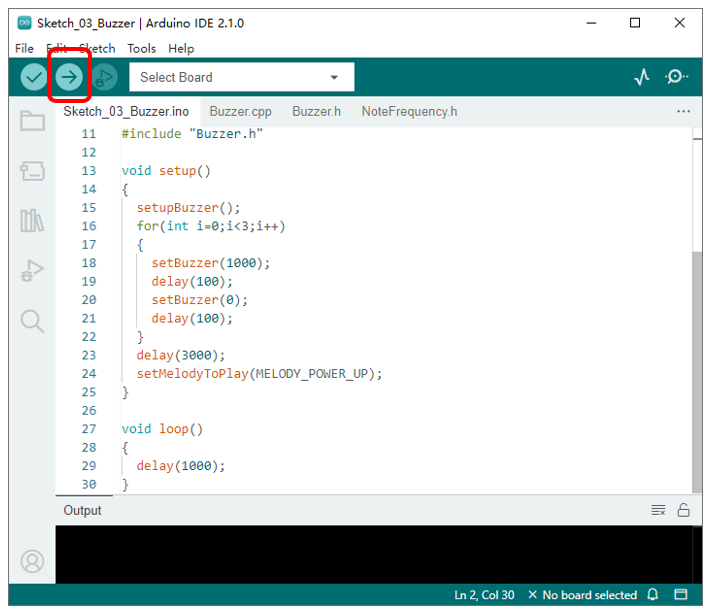 Sketch_03_Buzzer | Arduino IDE 2.1.0
File Edit Sketch Tools Help
Select Board
Sketch_03_Buzzer.ino Buzzer.cpp Buzzer.h NoteFrequency.h
11 #include "Buzzer.h"
12
13 void setup()
14 {
15 setupBuzzer();
16 for(int i=0;i<3;i++)
17 {
18 setBuzzer(1000);
19 delay(100);
20 setBuzzer(0);
21 delay(100);
22 }
23 delay(3000);
24 setMelodyToPlay(MELODY_POWER_UP);
25 }
26
27 void loop()
28 {
29 delay(1000);
30 }
Output
Ln 2, Col 30 × No board selected